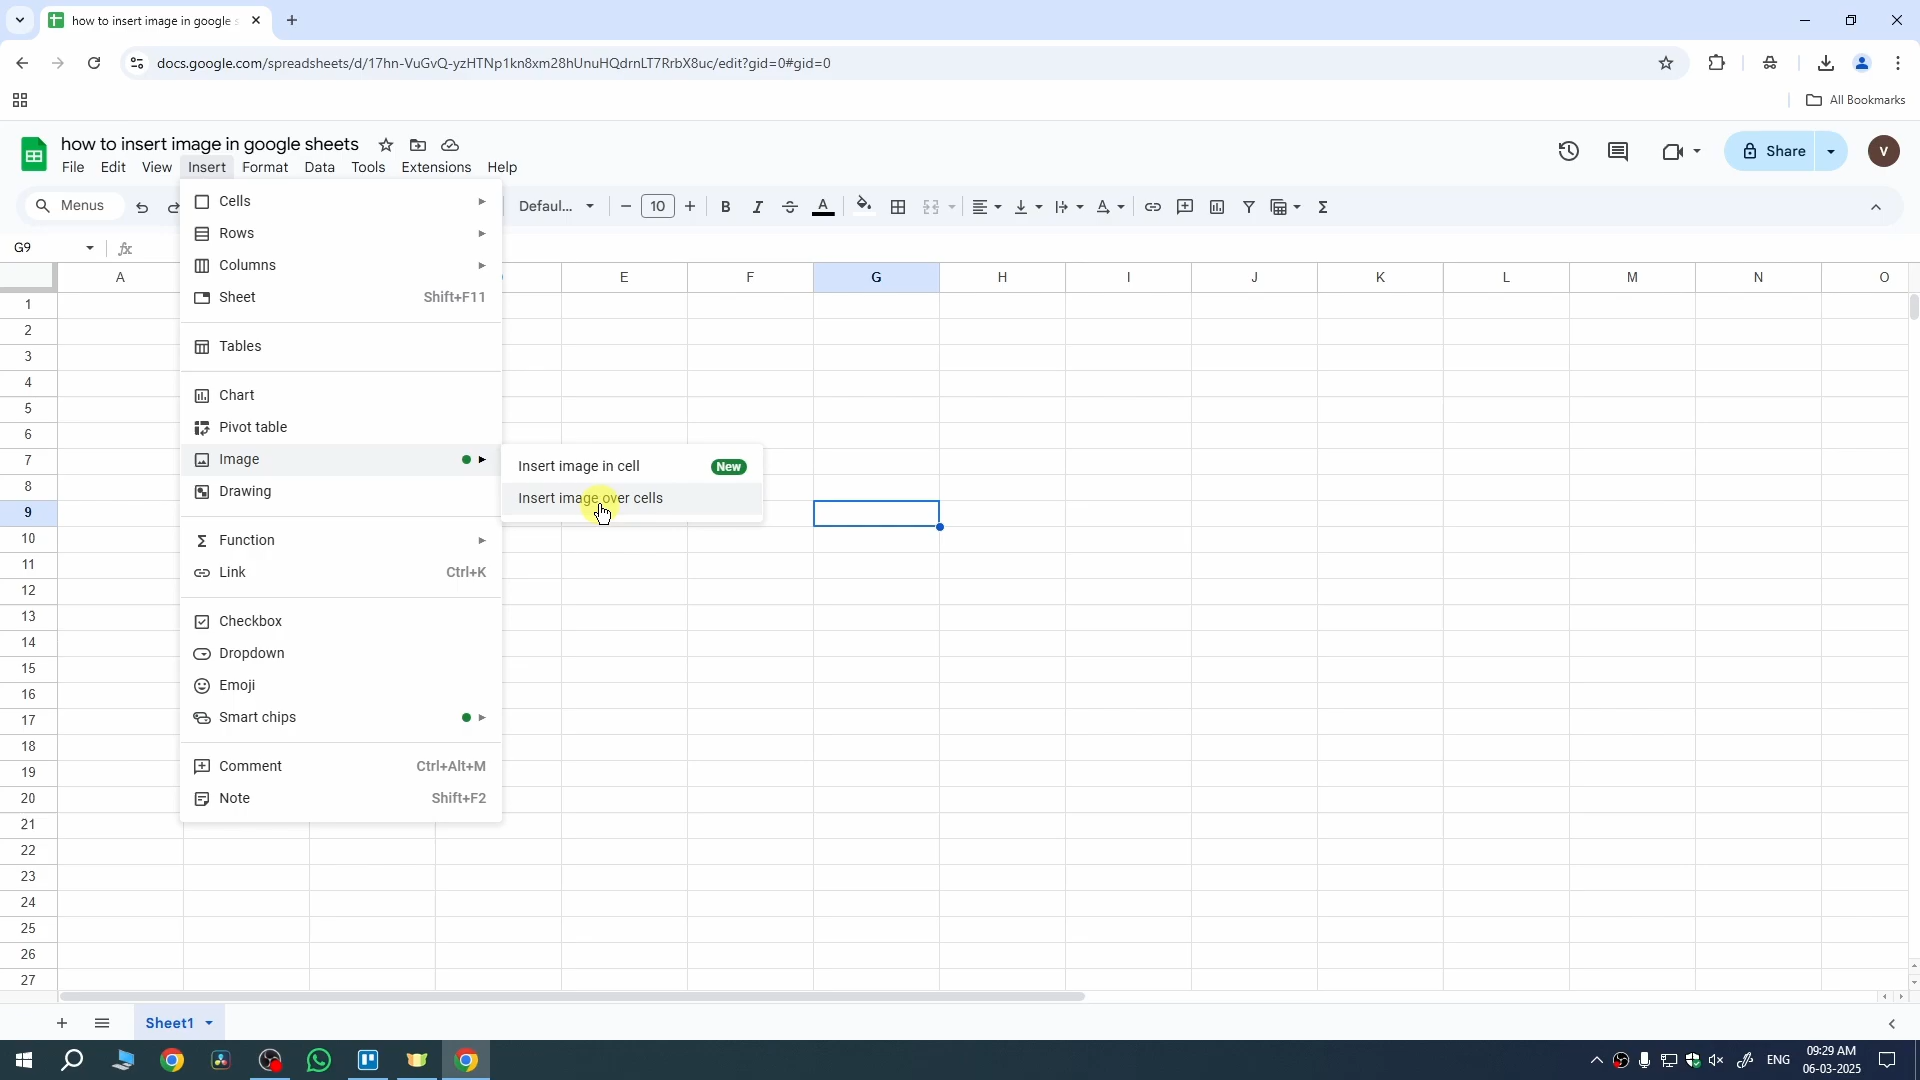 how to insert image in google s
docs.google.com/spreadsheets/d/17hn-VuGvQ-yzHTNp1kn8xm28hUnuHQdrnLT7RrbX8uc/edit?gid=0#gid=0
All Bookmarks
how to insert image in google sheets
File Edit View Insert Format Data Tools Extensions Help
Share
V
Menus
Defaul...
10
G9
A E F G H I J K L M N O
Cells
Rows
Columns
Sheet Shift+F11
Tables
Chart
Pivot table
Image
Drawing
Function
Link Ctrl+K
Checkbox
Dropdown
Emoji
Smart chips
Comment Ctrl+Alt+M
Note Shift+F2
Insert image in cell New
Insert image over cells
1
2
3
4
5
6
7
8
9
10
11
12
13
14
15
16
17
18
19
20
21
22
23
24
25
26
27
Sheet1
ENG
09:29 AM
06-03-2025